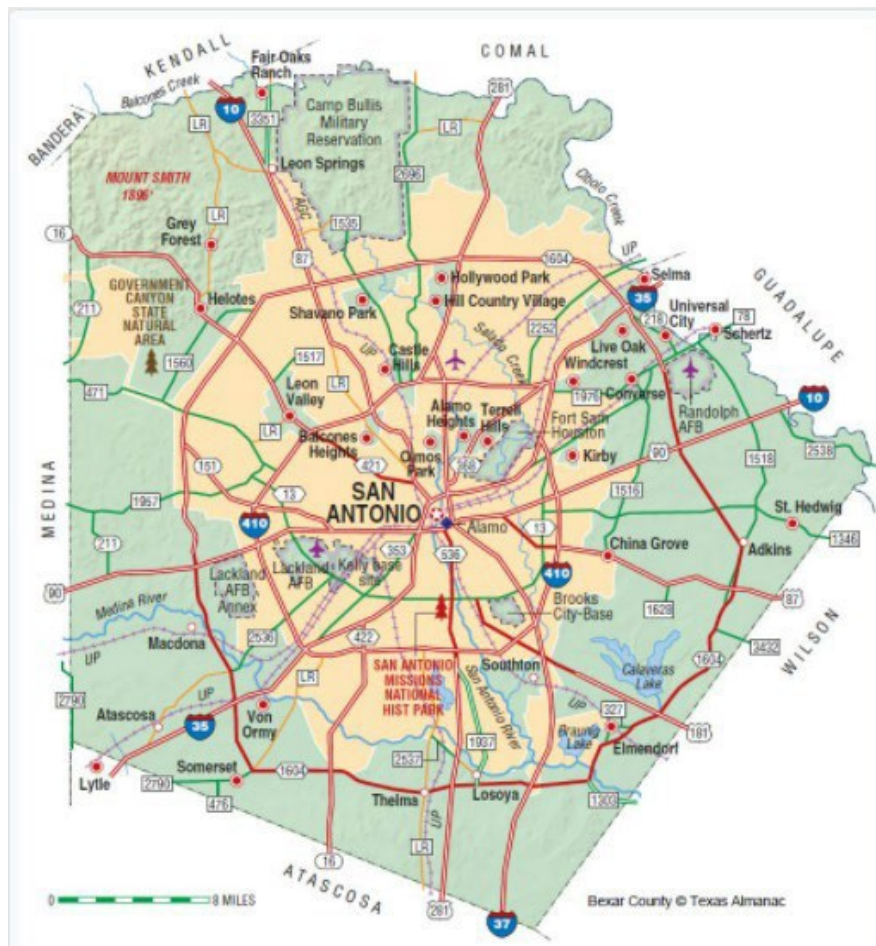 COMAL
KENDALL
Fair Oaks
Ranch
Balcones Creek
BANDERA
10
LR
3351
Camp Bullis
Military
Reservation
281
LR
Leon Springs
2696
MOUNT SMITH
1896'
LR
AGC
1535
Cibolo Creek
Grey
Forest
16
87
1604
UP
Selma
GUADALUPE
GOVERNMENT
CANYON
STATE
NATURAL
AREA
211
Helotes
Hollywood Park
Hill Country Village
Shavano Park
35
Universal
City
218
78
Schertz
2252
Salado Creek
Live Oak
Windcrest
1560
1517
UP
Castle
Hills
LR
471
Leon
Valley
1976
Converse
Randolph
AFB
10
LR
Balcones
Heights
Alamo
Heights
Terrell
Hills
Fort Sam
Houston
Olmos
Park
368
Kirby
90
2538
151
421
1518
MEDINA
1957
13
SAN
ANTONIO
1516
St. Hedwig
410
Alamo
13
1346
211
353
536
China Grove
Adkins
90
Lackland
AFB
Annex
Lackland
AFB
Kelly base
site
410
Brooks
City-Base
87
1628
Medina River
2536
422
3432
WILSON
Macdona
UP
SAN ANTONIO
MISSIONS
NATIONAL
HIST PARK
Southton
Calaveras
Lake
1604
LR
San Antonio River
UP
2790
UP
Atascosa
35
Von
Ormy
327
181
Braunig
Lake
Elmendorf
1937
2537
Lytle
Somerset
1604
2790
476
Thelma
Losoya
1303
UP
LR
16
ATASCOSA
0
8 MILES
281
37
Bexar County © Texas Almanac